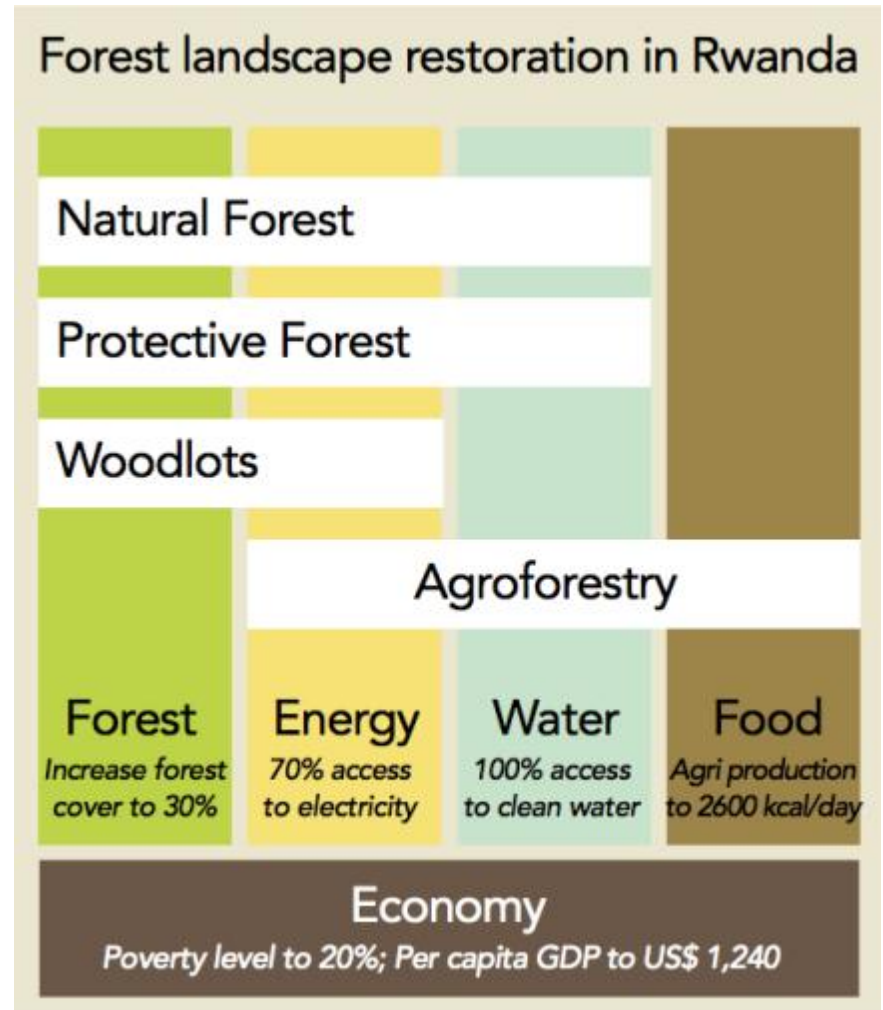 Forest landscape restoration in Rwanda
Natural Forest
Protective Forest
Woodlots
Agroforestry
Forest
Increase forest
cover to 30%
Energy
70% access
to electricity
Water
100% access
to clean water
Food
Agri production
to 2600 kcal/day
Economy
Poverty level to 20%; Per capita GDP to US$ 1,240